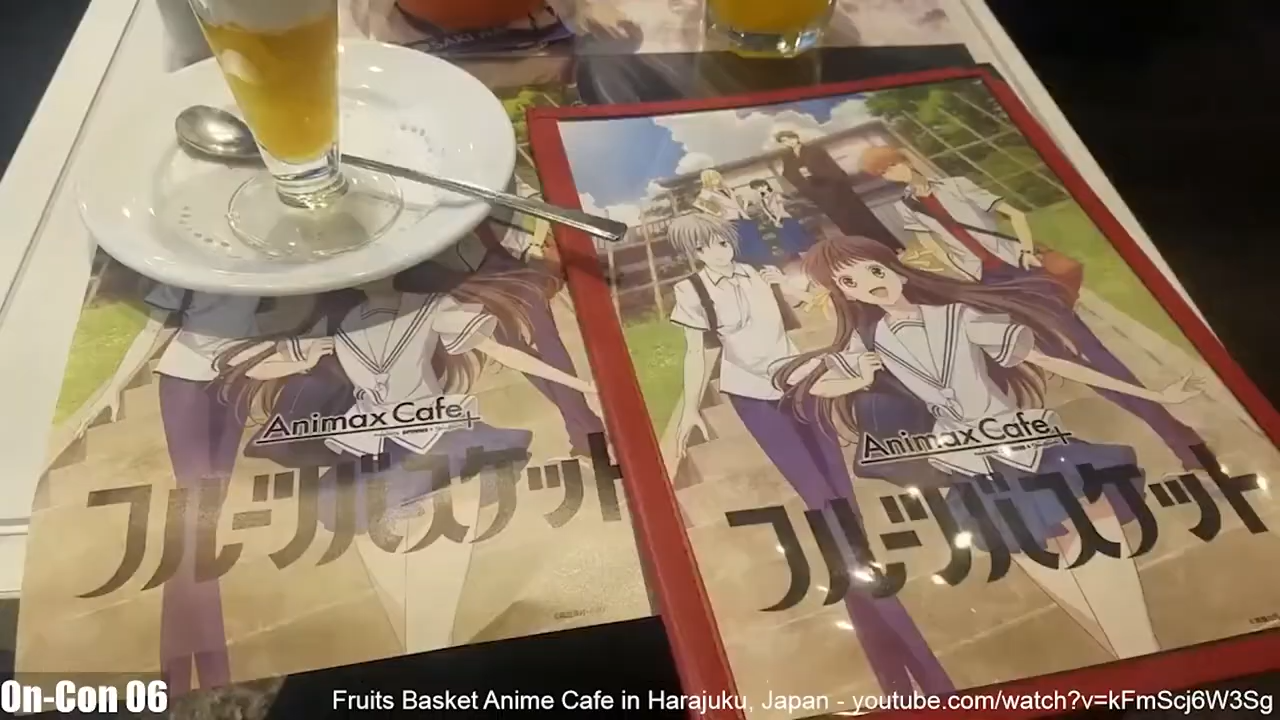 SAKI
Animax Cafe+
フルーツバスケット
Animax Cafe+
フルーツバスケット
On-Con 06
Fruits Basket Anime Cafe in Harajuku, Japan - youtube.com/watch?v=kFmScj6W3Sg